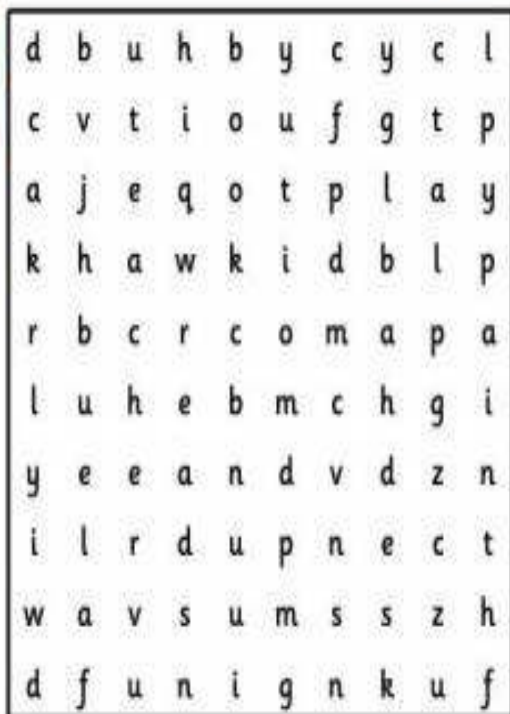 d b u h b y c y c l
c v t i o u f g t p
a j e q o t p l a y
k h a w k i d b l p
r b c r c o m a p a
l u h e b m c h g i
y e e a n d v d z n
i l r d u p n e c t
w a v s u m s s z h
d f u n i g n k u f